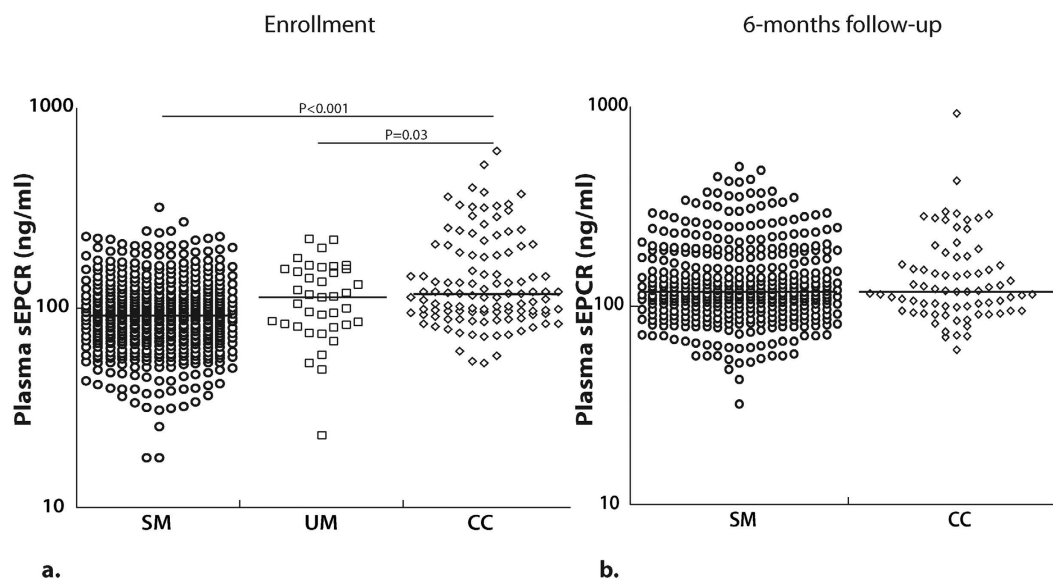 Enrollment
6-months follow-up
1000
100
10
Plasma sEPCR (ng/ml)
P<0.001
P=0.03
SM UM CC
a.
1000
100
10
Plasma sEPCR (ng/ml)
SM CC
b.